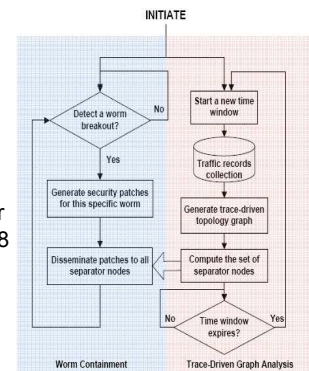 INITIATE
Detect a worm
breakout?
No
Yes
Generate security patches
for this specific worm
Disseminate patches to all
separator nodes
Worm Containment
Start a new time
window
Traffic records
collection
Generate trace-driven
topology graph
Compute the set of
separator nodes
No
Yes
Time window
expires?
Trace-Driven Graph Analysis
r
8